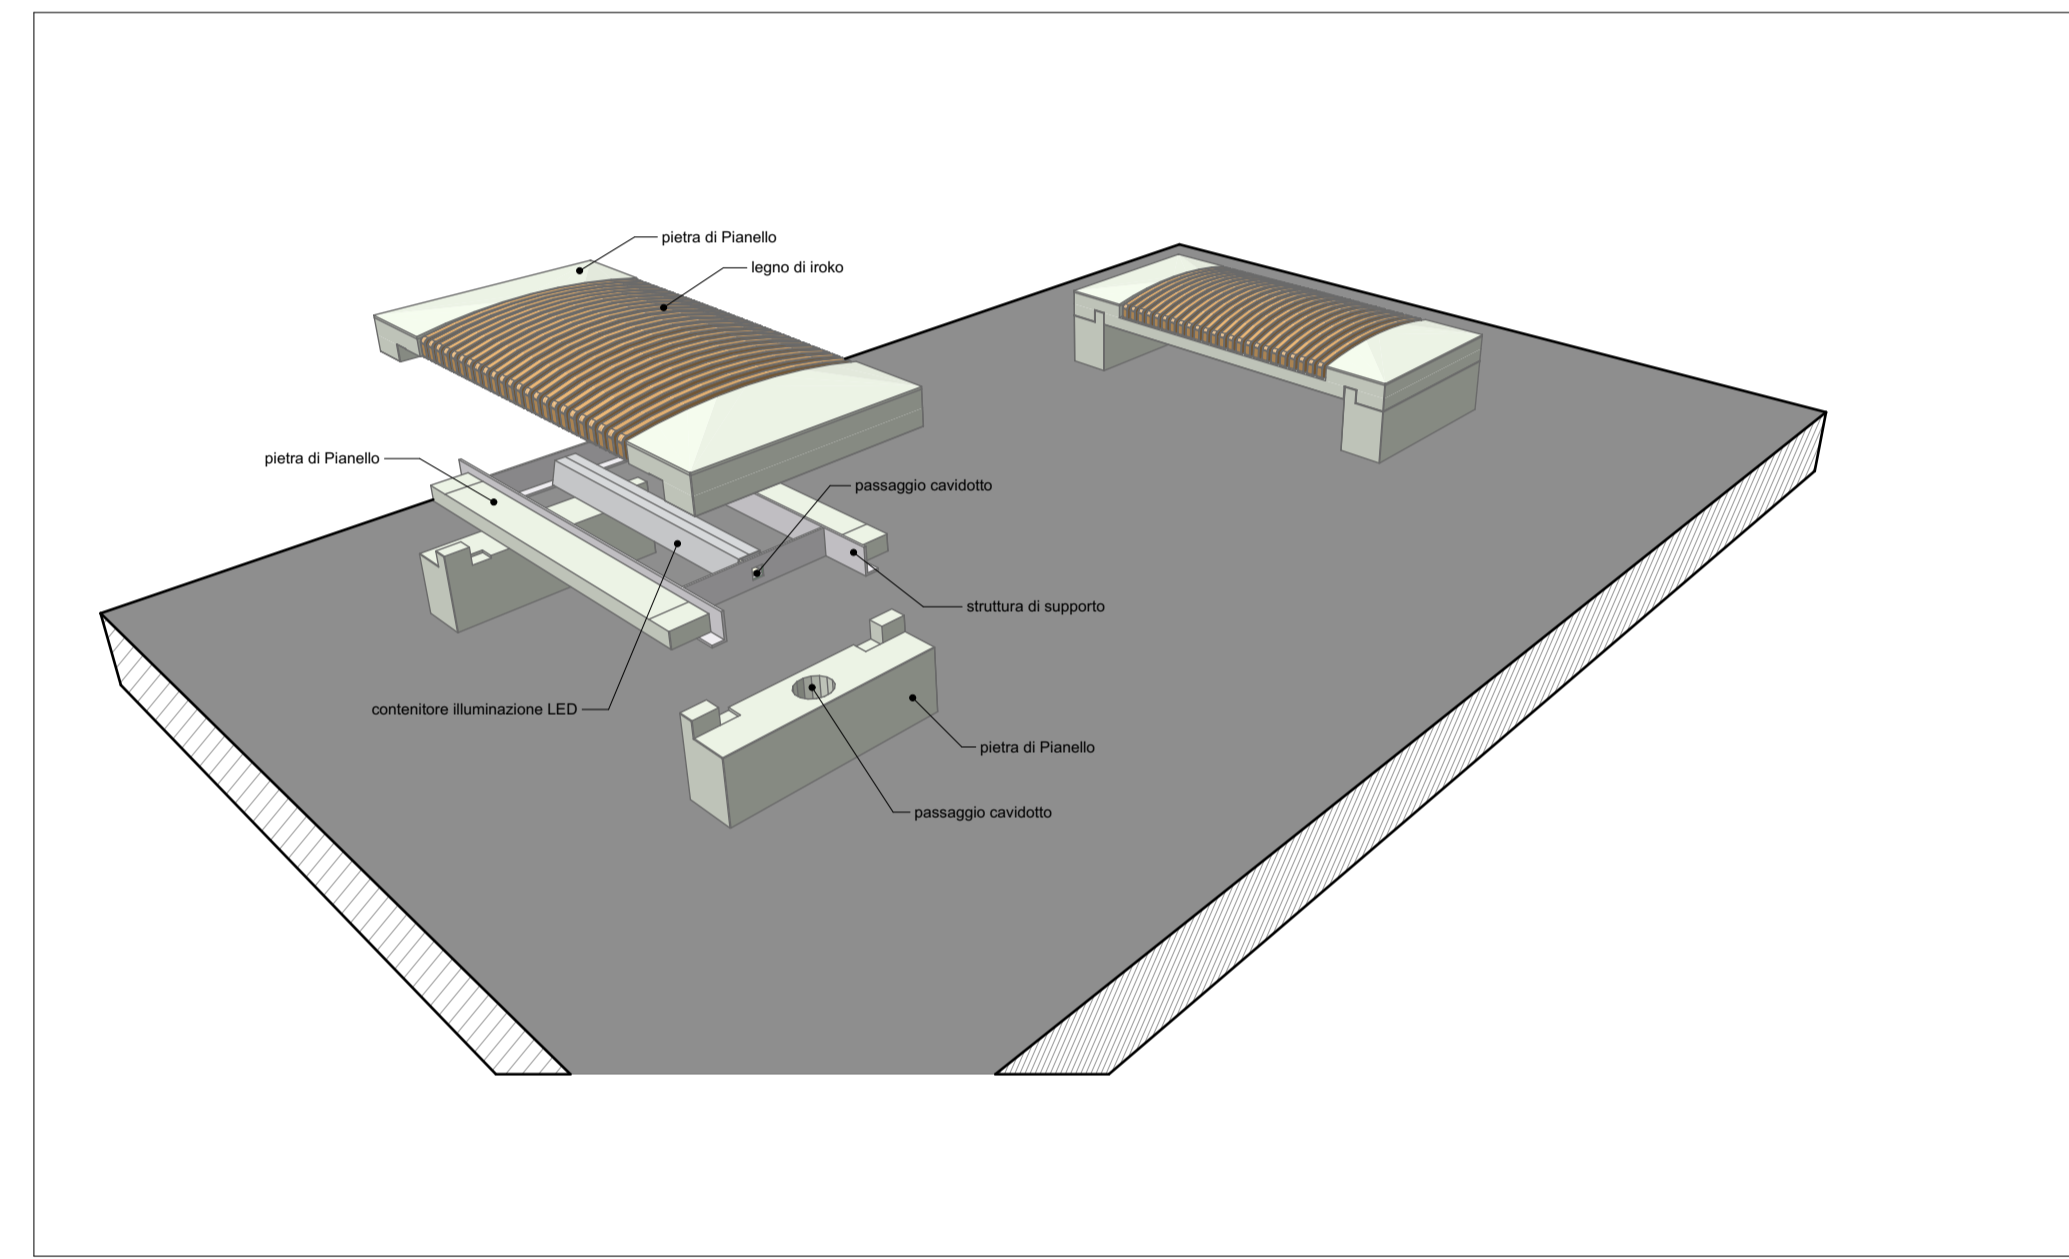 pietra di Pianello
legno di iroko
pietra di Pianello
passaggio cavidotto
struttura di supporto
contenitore illuminazione LED
pietra di Pianello
passaggio cavidotto